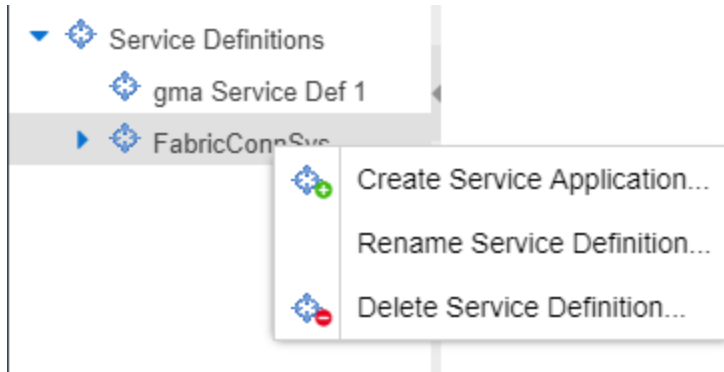 Service Definitions
gma Service Def 1
FabricConnSys
Create Service Application...
Rename Service Definition...
Delete Service Definition...